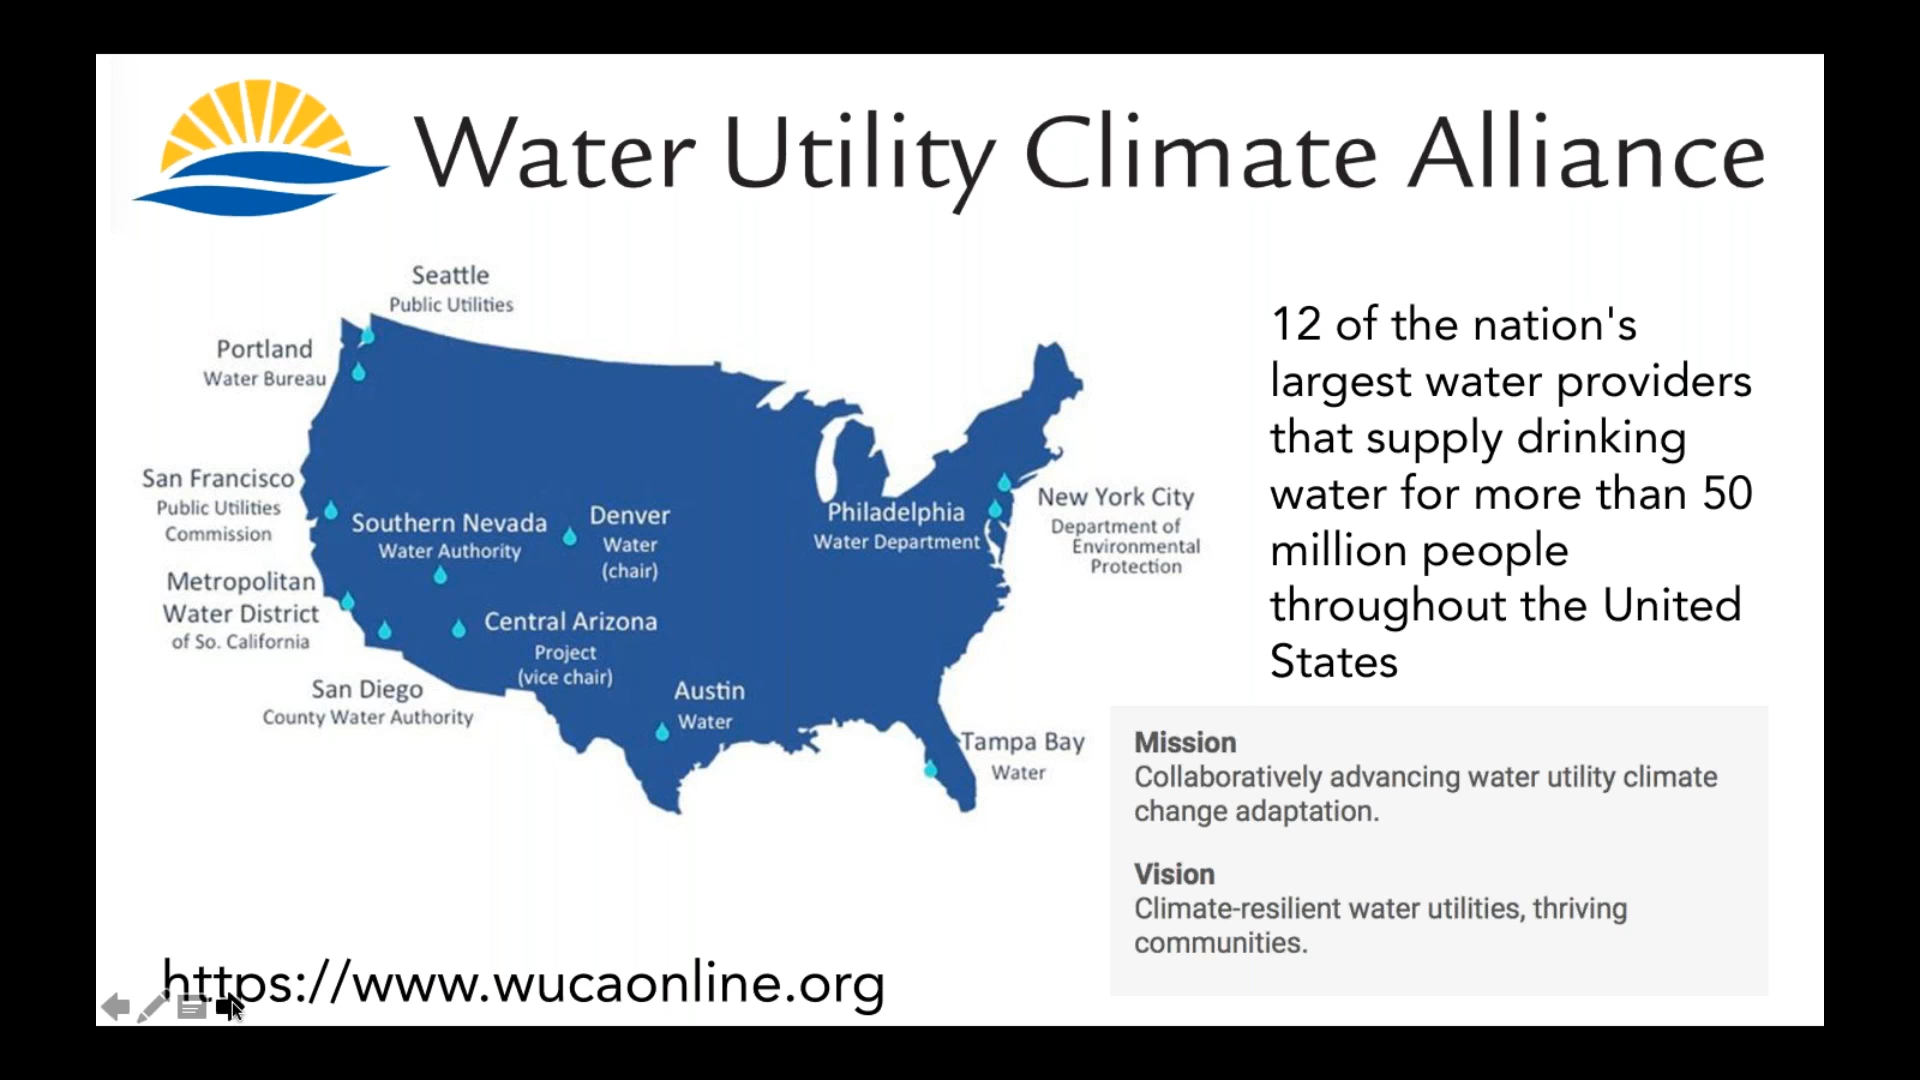 Water Utility Climate Alliance
Seattle
Public Utilities
Portland
Water Bureau
San Francisco
Public Utilities
Commission
Southern Nevada
Water Authority
Denver
Water
(chair)
Philadelphia
Water Department
New York City
Department of
Environmental
Protection
Metropolitan
Water District
of So. California
Central Arizona
Project
(vice chair)
San Diego
County Water Authority
Austin
Water
Tampa Bay
Water
12 of the nation's
largest water providers
that supply drinking
water for more than 50
million people
throughout the United
States
Mission
Collaboratively advancing water utility climate
change adaptation.
Vision
Climate-resilient water utilities, thriving
communities.
https://www.wucaonline.org